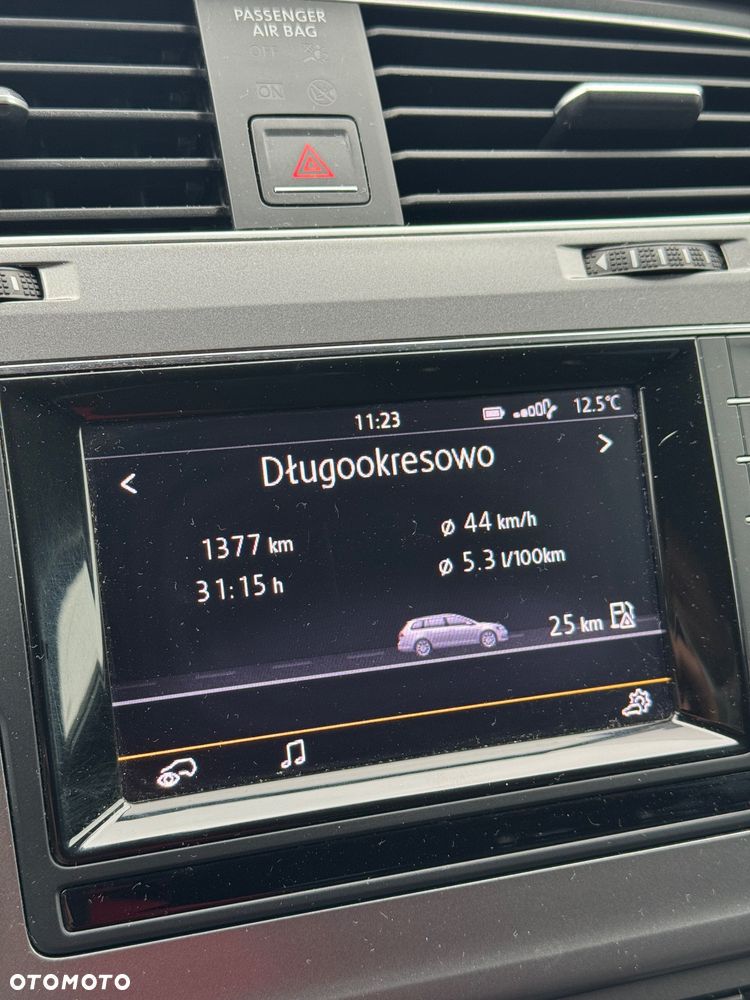 PASSENGER
AIR BAG
OFF
ON
11:23 12.5°C
< Długookresowo >
1377 km ø 44 km/h
31:15 h ø 5.3 l/100km
25 km
OTOMOTO